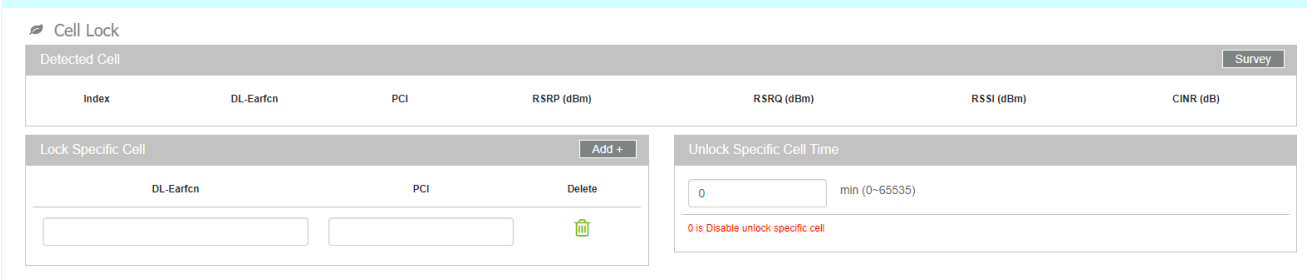 Cell Lock
Detected Cell Survey
Index DL-Earfcn PCI RSRP (dBm) RSRQ (dBm) RSSI (dBm) CINR (dB)
Lock Specific Cell Add +
DL-Earfcn PCI Delete
Unlock Specific Cell Time
0 min (0~65535)
0 is Disable unlock specific cell